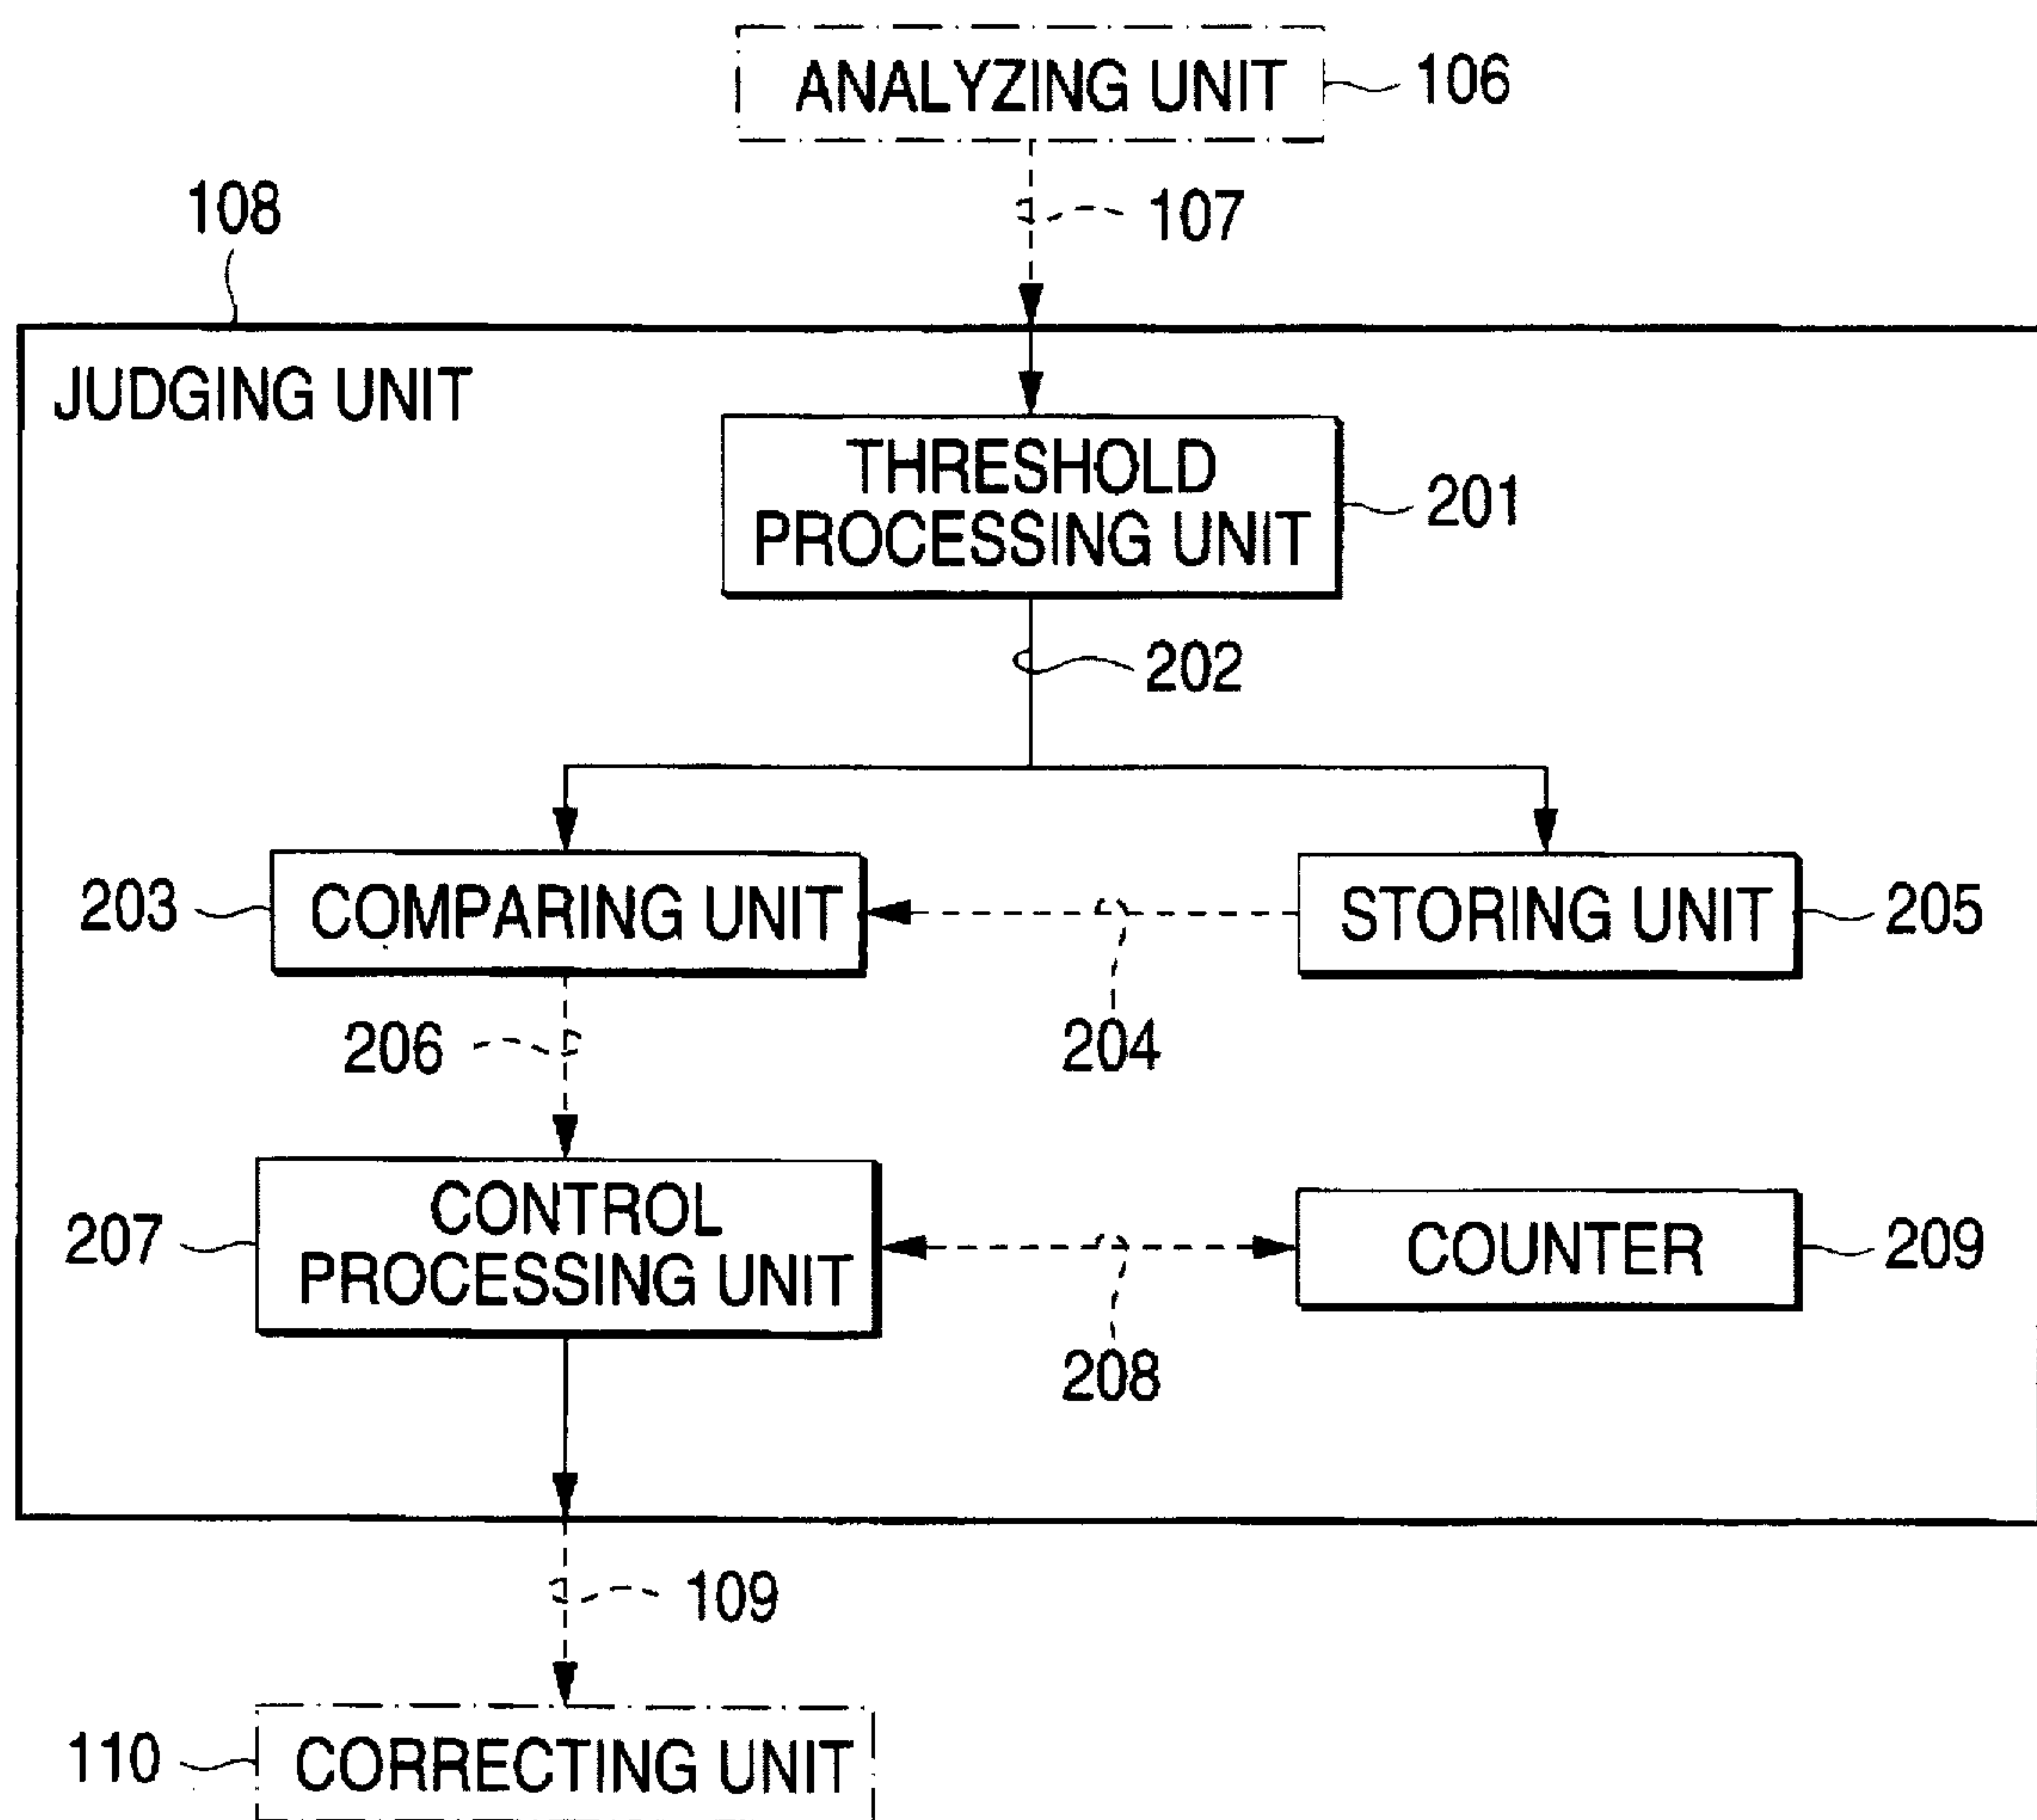 ANALYZING UNIT 106
107
108
JUDGING UNIT
THRESHOLD
PROCESSING UNIT
201
202
203 COMPARING UNIT
STORING UNIT 205
204
206
CONTROL
PROCESSING UNIT
207
COUNTER 209
208
109
110 CORRECTING UNIT